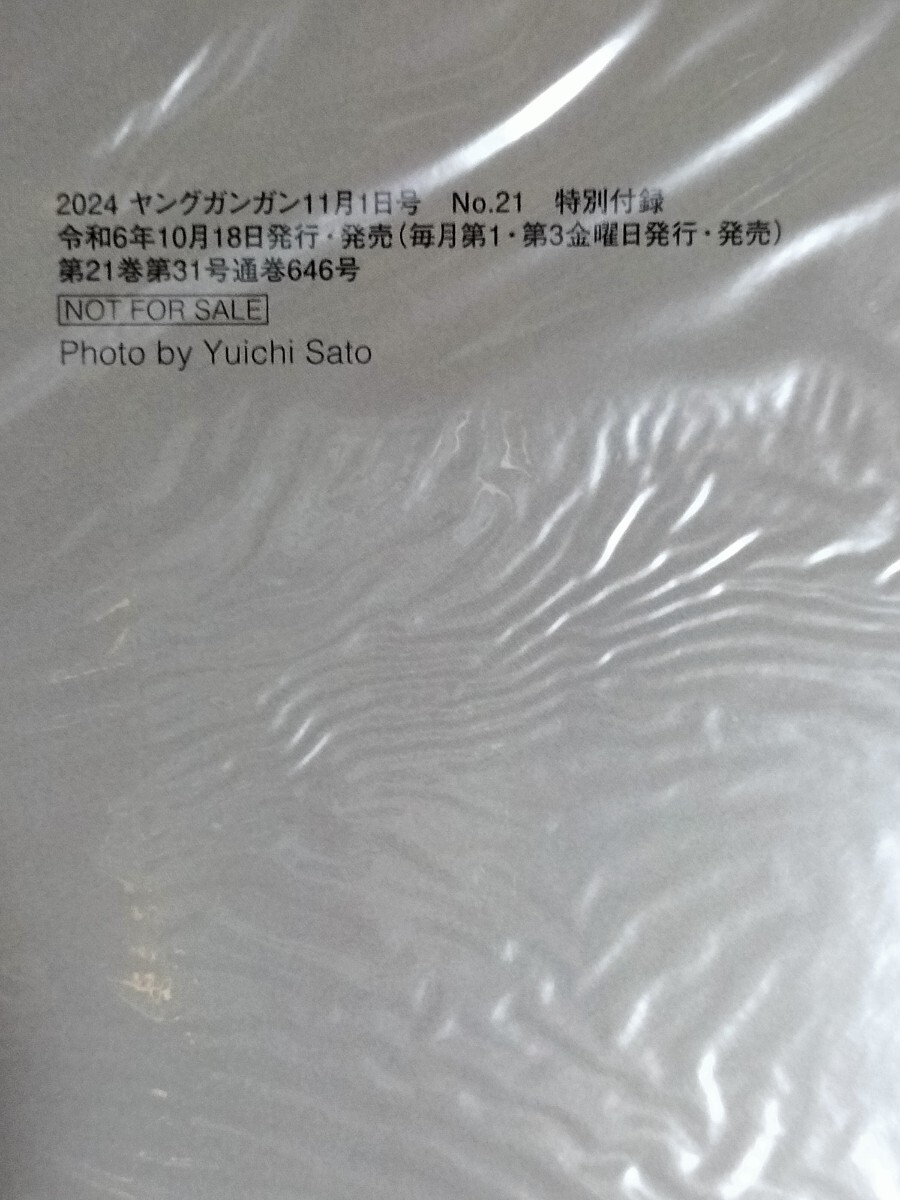 2024 ヤングガンガン11月1日号　No.21　特別付録
令和6年10月18日発行・発売（毎月第1・第3金曜日発行・発売）
第21巻第31号通巻646号
NOT FOR SALE
Photo by Yuichi Sato